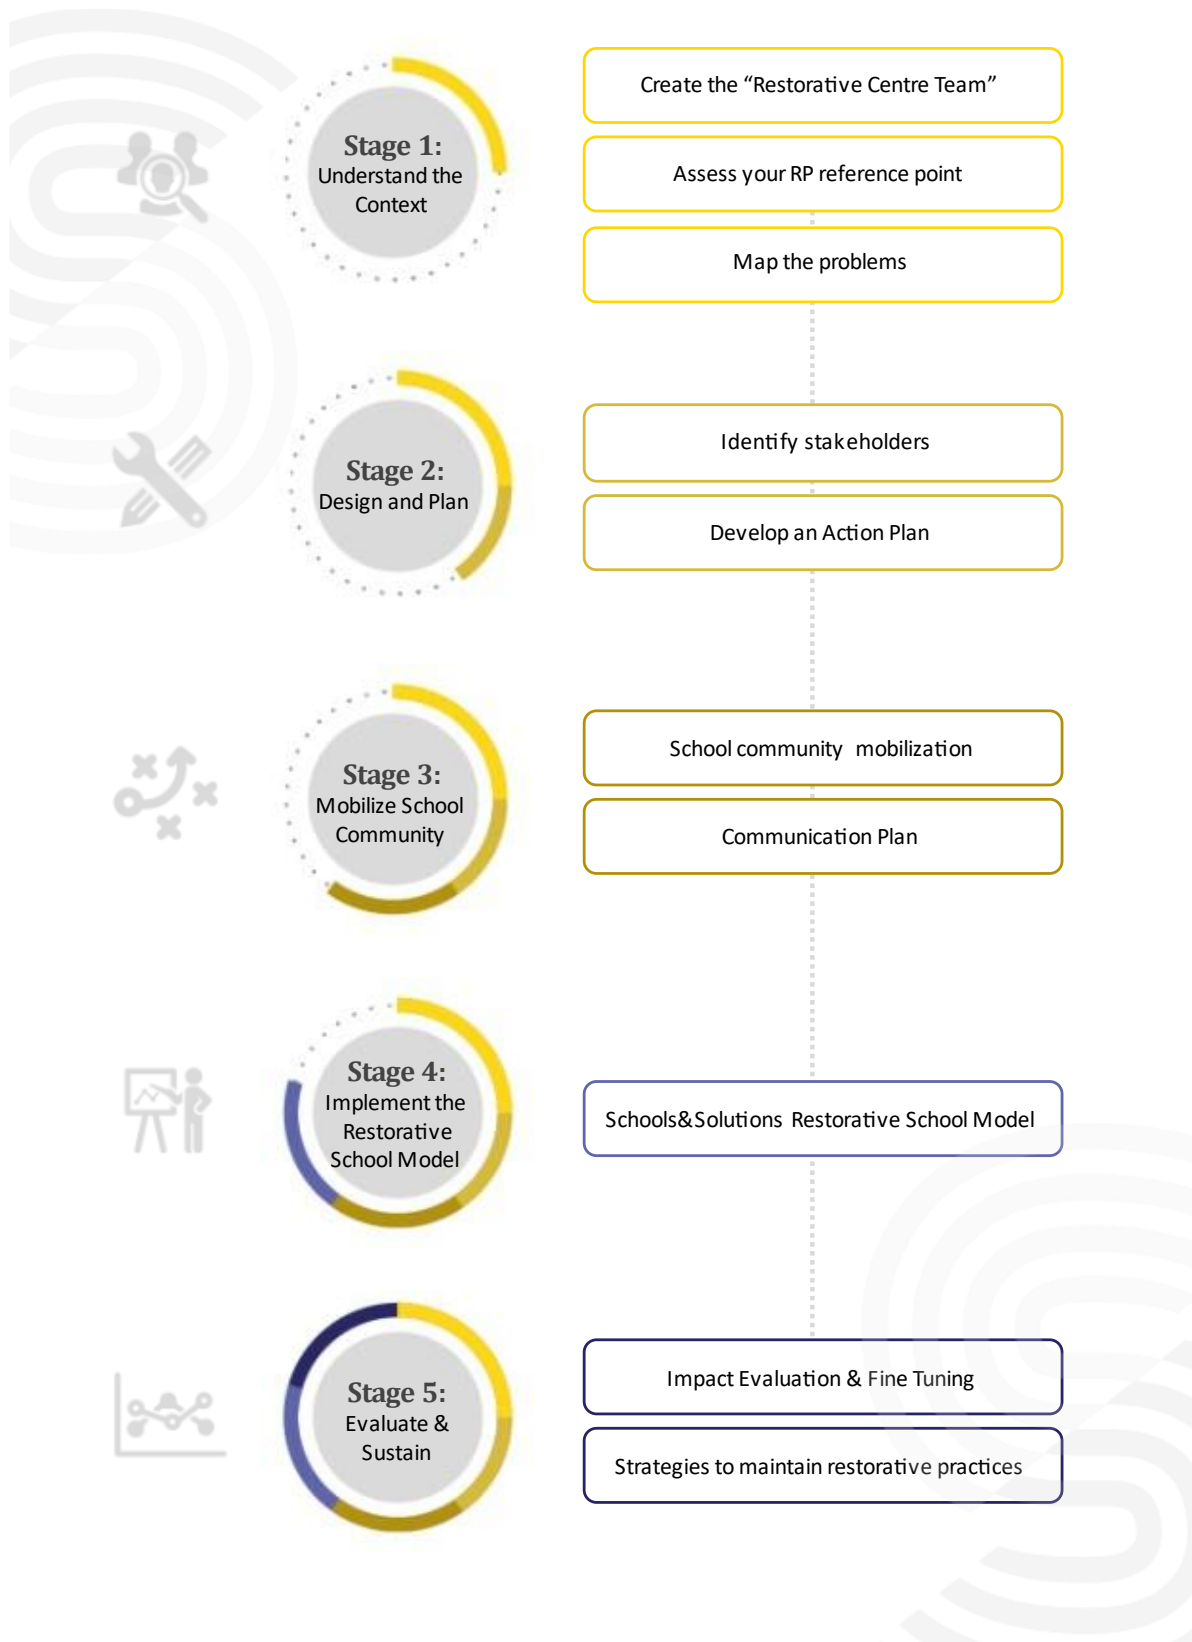 Stage 1:
Understand the
Context
Create the “Restorative Centre Team”
Assess your RP reference point
Map the problems
Stage 2:
Design and Plan
Identify stakeholders
Develop an Action Plan
Stage 3:
Mobilize School
Community
School community mobilization
Communication Plan
Stage 4:
Implement the
Restorative
School Model
Schools&Solutions Restorative School Model
Stage 5:
Evaluate &
Sustain
Impact Evaluation & Fine Tuning
Strategies to maintain restorative practices